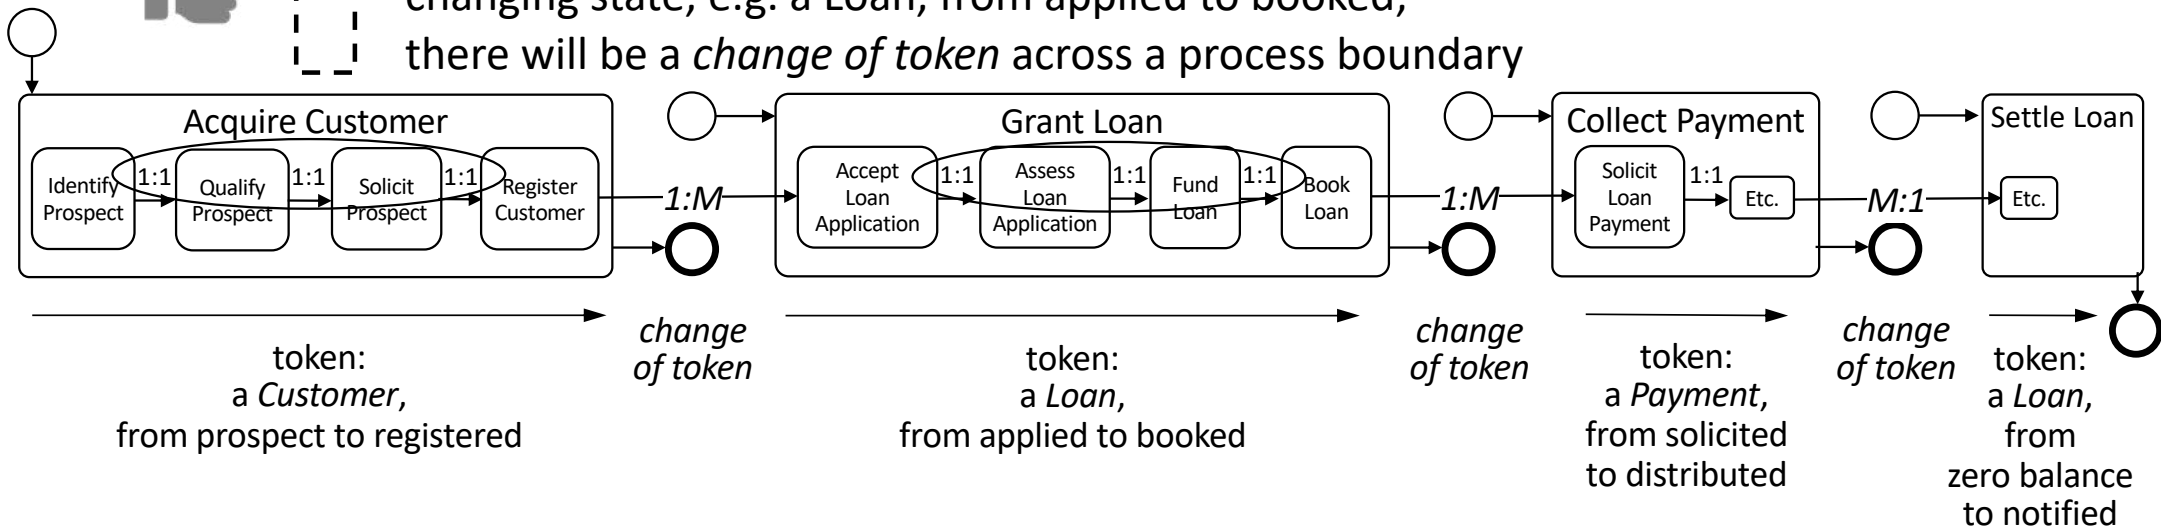 changing state, e.g. a Loan, from applied to booked,
there will be a change of token across a process boundary
Acquire Customer
Identify
Prospect
1:1
Qualify
Prospect
1:1
Solicit
Prospect
1:1
Register
Customer
1:M
Grant Loan
Accept
Loan
Application
1:1
Assess
Loan
Application
1:1
Fund
Loan
1:1
Book
Loan
1:M
Collect Payment
Solicit
Loan
Payment
1:1
Etc.
M:1
Settle Loan
Etc.
token:
a Customer,
from prospect to registered
change
of token
token:
a Loan,
from applied to booked
change
of token
token:
a Payment,
from solicited
to distributed
change
of token
token:
a Loan,
from
zero balance
to notified